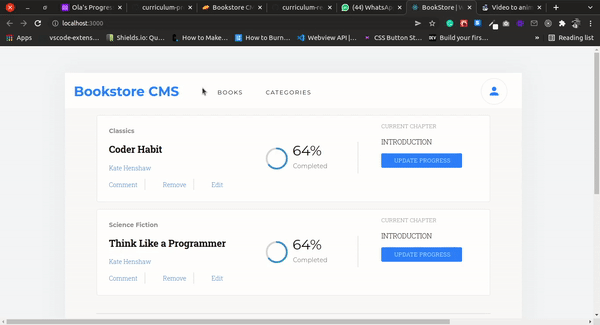 Ola's Progres
curriculum-pr
Bookstore CM
curriculum-re
(44) WhatsAp
BookStore | W
Video to anim
localhost:3000
Apps
vscode-extens...
Shields.io: Qu...
How to Make...
How to Burn...
Webview API |...
CSS Button St...
Build your first...
Reading list
Bookstore CMS
BOOKS
CATEGORIES
Classics
Coder Habit
Kate Henshaw
Comment
Remove
Edit
64%
Completed
CURRENT CHAPTER
INTRODUCTION
UPDATE PROGRESS
Science Fiction
Think Like a Programmer
Kate Henshaw
Comment
Remove
Edit
64%
Completed
CURRENT CHAPTER
INTRODUCTION
UPDATE PROGRESS